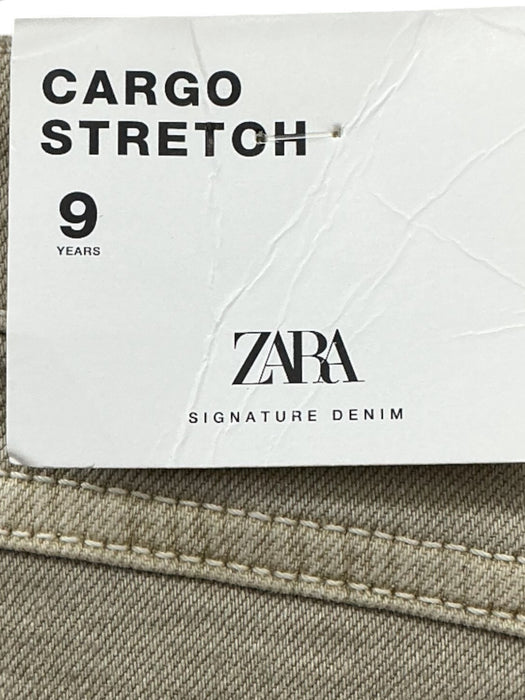 CARGO
STRETCH
9
YEARS
ZARA
SIGNATURE DENIM